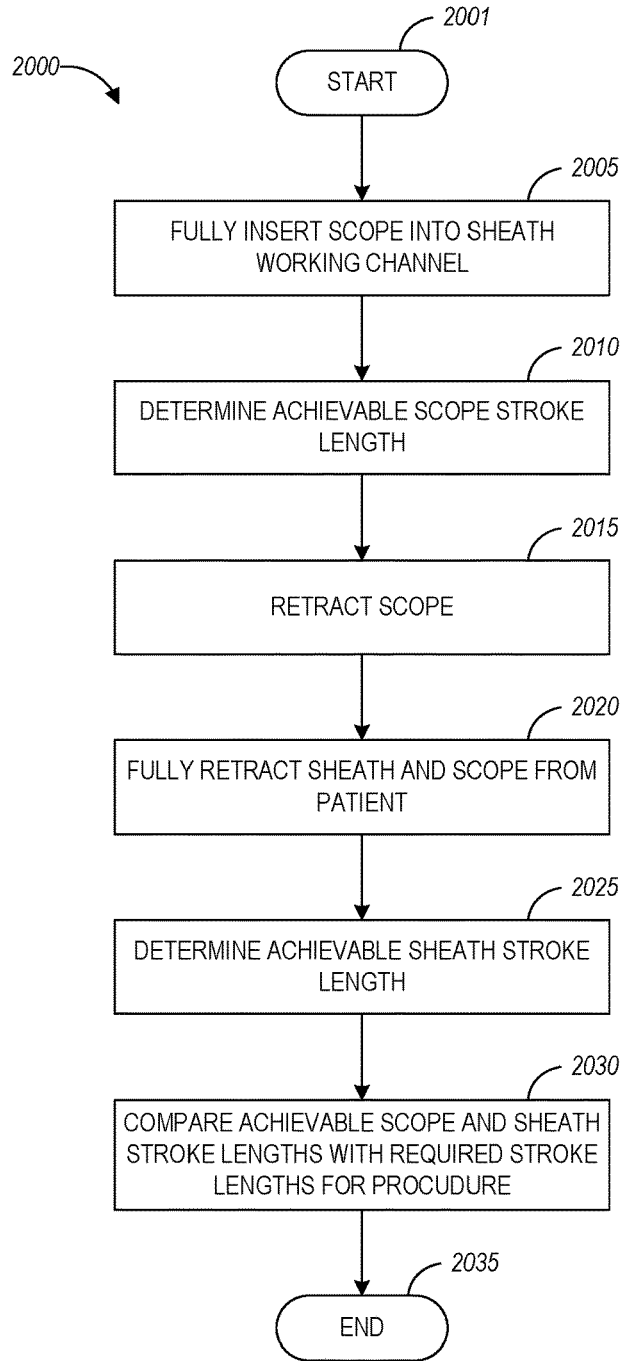 2001
2000
START
2005
FULLY INSERT SCOPE INTO SHEATH
WORKING CHANNEL
2010
DETERMINE ACHIEVABLE SCOPE STROKE
LENGTH
2015
RETRACT SCOPE
2020
FULLY RETRACT SHEATH AND SCOPE FROM
PATIENT
2025
DETERMINE ACHIEVABLE SHEATH STROKE
LENGTH
2030
COMPARE ACHIEVABLE SCOPE AND SHEATH
STROKE LENGTHS WITH REQUIRED STROKE
LENGTHS FOR PROCUDURE
2035
END